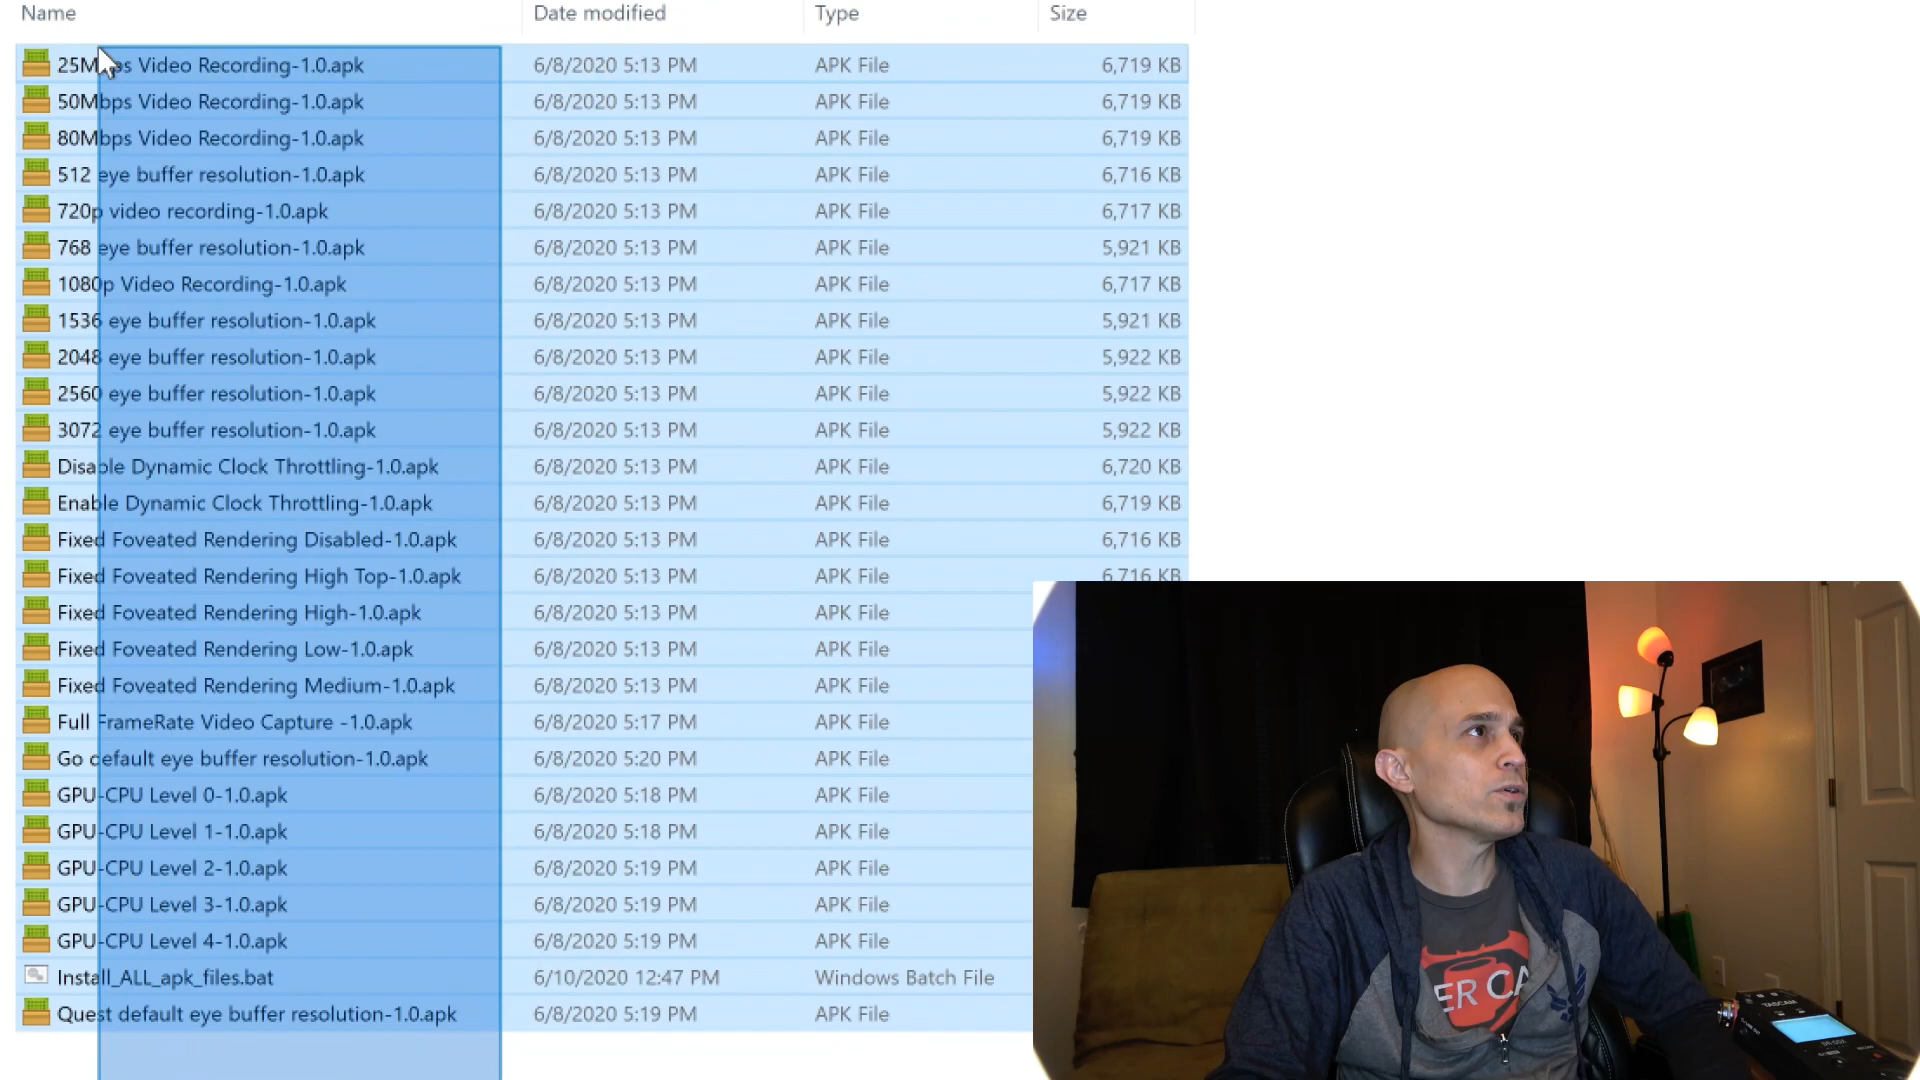 Name Date modified Type Size
25Mbps Video Recording-1.0.apk 6/8/2020 5:13 PM APK File 6,719 KB
50Mbps Video Recording-1.0.apk 6/8/2020 5:13 PM APK File 6,719 KB
80Mbps Video Recording-1.0.apk 6/8/2020 5:13 PM APK File 6,719 KB
512 eye buffer resolution-1.0.apk 6/8/2020 5:13 PM APK File 6,716 KB
720p video recording-1.0.apk 6/8/2020 5:13 PM APK File 6,717 KB
768 eye buffer resolution-1.0.apk 6/8/2020 5:13 PM APK File 5,921 KB
1080p Video Recording-1.0.apk 6/8/2020 5:13 PM APK File 6,717 KB
1536 eye buffer resolution-1.0.apk 6/8/2020 5:13 PM APK File 5,921 KB
2048 eye buffer resolution-1.0.apk 6/8/2020 5:13 PM APK File 5,922 KB
2560 eye buffer resolution-1.0.apk 6/8/2020 5:13 PM APK File 5,922 KB
3072 eye buffer resolution-1.0.apk 6/8/2020 5:13 PM APK File 5,922 KB
Disable Dynamic Clock Throttling-1.0.apk 6/8/2020 5:13 PM APK File 6,720 KB
Enable Dynamic Clock Throttling-1.0.apk 6/8/2020 5:13 PM APK File 6,719 KB
Fixed Foveated Rendering Disabled-1.0.apk 6/8/2020 5:13 PM APK File 6,716 KB
Fixed Foveated Rendering High Top-1.0.apk 6/8/2020 5:13 PM APK File 6,716 KB
Fixed Foveated Rendering High-1.0.apk 6/8/2020 5:13 PM APK File
Fixed Foveated Rendering Low-1.0.apk 6/8/2020 5:13 PM APK File
Fixed Foveated Rendering Medium-1.0.apk 6/8/2020 5:13 PM APK File
Full FrameRate Video Capture -1.0.apk 6/8/2020 5:17 PM APK File
Go default eye buffer resolution-1.0.apk 6/8/2020 5:20 PM APK File
GPU-CPU Level 0-1.0.apk 6/8/2020 5:18 PM APK File
GPU-CPU Level 1-1.0.apk 6/8/2020 5:18 PM APK File
GPU-CPU Level 2-1.0.apk 6/8/2020 5:19 PM APK File
GPU-CPU Level 3-1.0.apk 6/8/2020 5:19 PM APK File
GPU-CPU Level 4-1.0.apk 6/8/2020 5:19 PM APK File
Install_ALL_apk_files.bat 6/10/2020 12:47 PM Windows Batch File
Quest default eye buffer resolution-1.0.apk 6/8/2020 5:19 PM APK File
ER CA
TASCAM